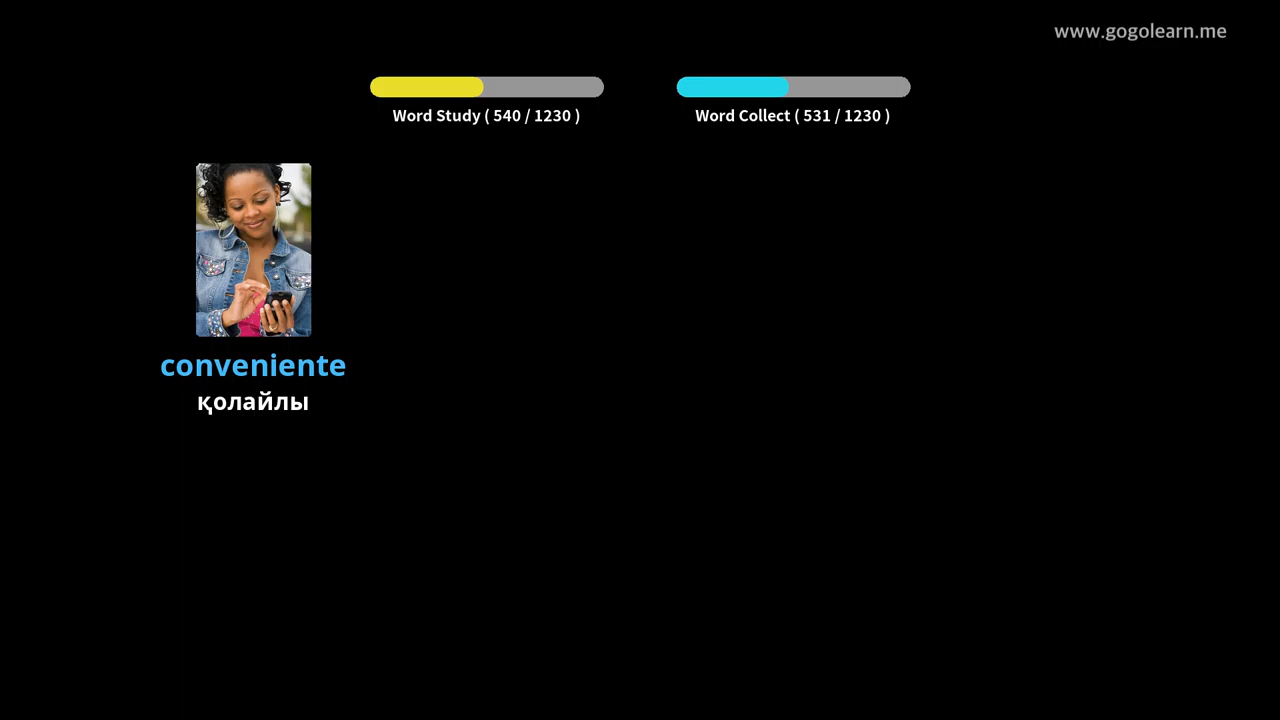 www.gogolearn.me
Word Study ( 540 / 1230 )
Word Collect ( 531 / 1230 )
conveniente
қолайлы